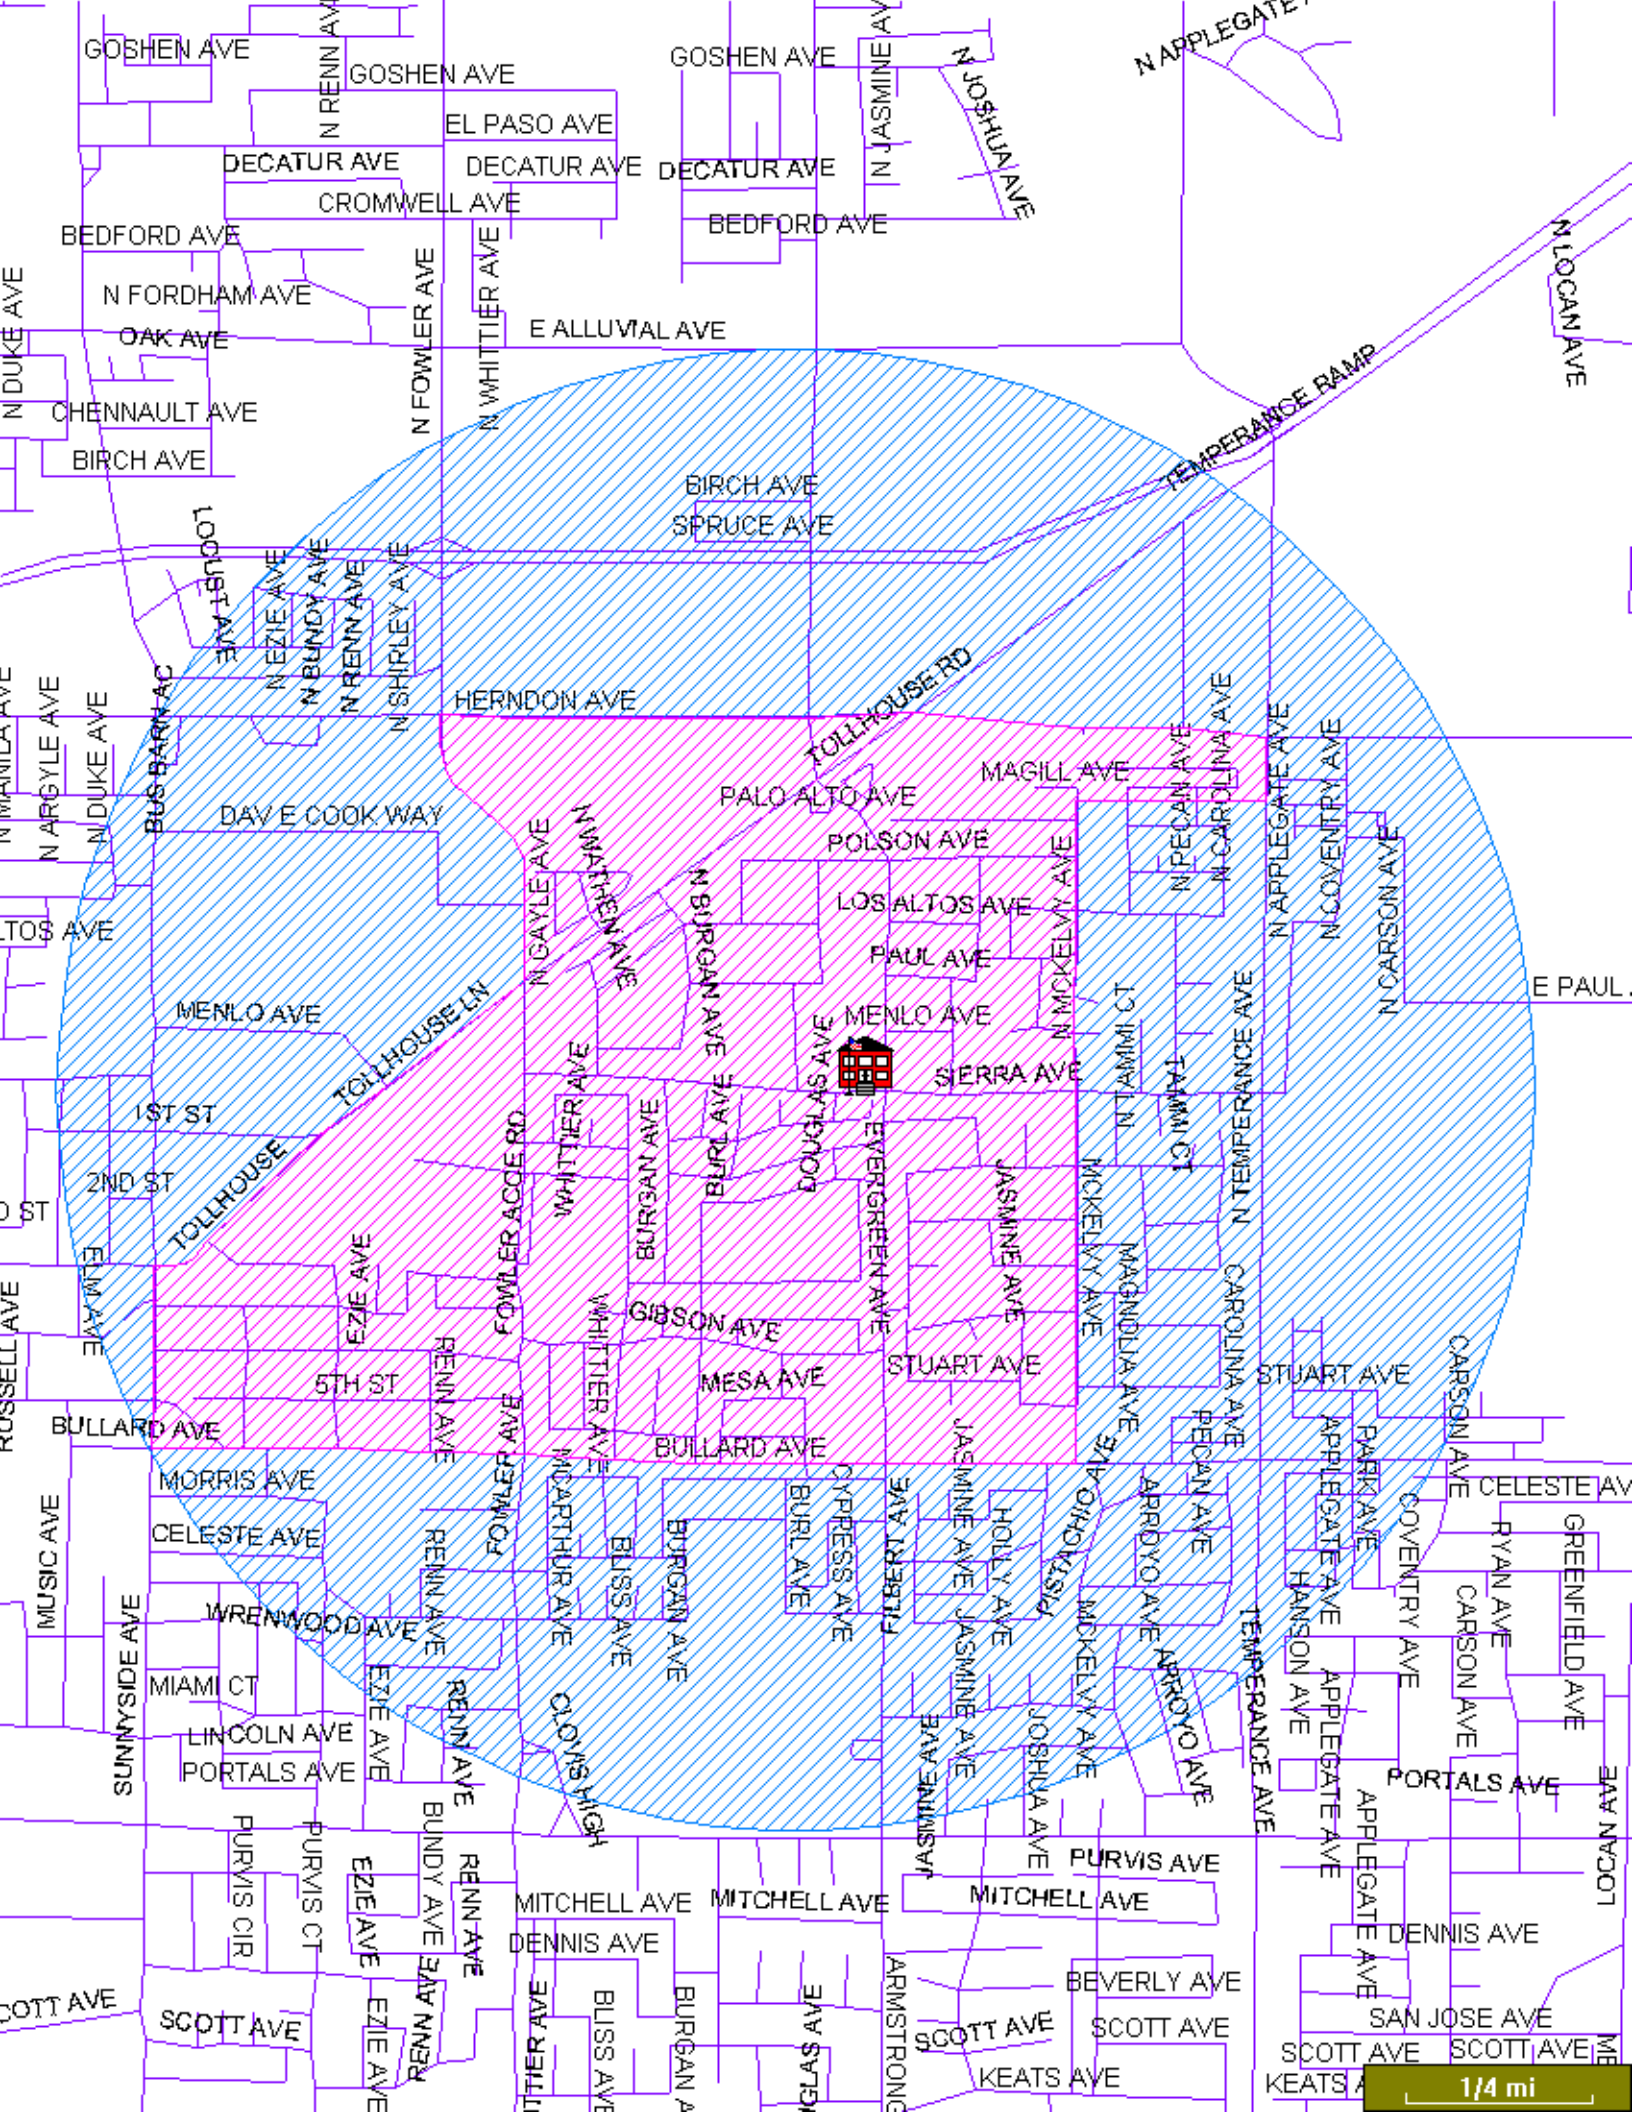 GOSHEN AVE
N RENN AVE
GOSHEN AVE
GOSHEN AVE
N JASMINE AVE
N JOSHUA AVE
N APPLEGATE
EL PASO AVE
DECATUR AVE
DECATUR AVE
DECATUR AVE
CROMWELL AVE
BEDFORD AVE
BEDFORD AVE
N FORDHAM AVE
N DUKE AVE
OAK AVE
N FOWLER AVE
N WHITTIER AVE
E ALLUVIAL AVE
N LOCAN AVE
TEMPERANCE RAMP
CHENNAULT AVE
BIRCH AVE
BIRCH AVE
SPRUCE AVE
LOCUST AVE
N EZIE AVE
N BUNDY AVE
N RENN AVE
N SHIRLEY AVE
HERNDON AVE
TOLLHOUSE RD
N MANILA AVE
N ARGYLE AVE
N DUKE AVE
BUS BARN AC
MAGILL AVE
N PECAN AVE
N CAROLINA AVE
N APPLEGATE AVE
N COVENTRY AVE
N CARSON AVE
PALO ALTO AVE
DAVE COOK WAY
N GAYLE AVE
N WATHEN AVE
N BURGAN AVE
POLSON AVE
LOS ALTOS AVE
N MCKELVY AVE
LTOS AVE
PAUL AVE
E PAUL
MENLO AVE
MENLO AVE
TOLLHOUSE LN
N TAMMI CT
TAMMI CT
N TEMPERANCE AVE
SIERRA AVE
DOUGLAS AVE
1ST ST
2ND ST
D ST
TOLLHOUSE
WHITTIER AVE
BURGAN AVE
BURL AVE
EVERGREEN AVE
JASMINE AVE
MCKELVY AVE
MAGNOLIA AVE
CAROLINA AVE
FOWLER ACCE RD
ELM AVE
RUSSELL AVE
EZIE AVE
GIBSON AVE
WHITTIER AVE
RENN AVE
5TH ST
MESA AVE
STUART AVE
STUART AVE
CARSON AVE
BULLARD AVE
BULLARD AVE
FOWLER AVE
MORRIS AVE
CELESTE AVE
CELESTE AV
MUSIC AVE
SUNNYSIDE AVE
RENN AVE
MCARTHUR AVE
BLISS AVE
BURGAN AVE
BURL AVE
CYPRESS AVE
FILBERT AVE
JASMINE AVE
HOLLY AVE
PISTACHIO AVE
ARROYO AVE
PECAN AVE
APPLEGATE AVE
PARK AVE
COVENTRY AVE
RYAN AVE
GREENFIELD AVE
CARSON AVE
HANSON AVE
WRENWOOD AVE
MIAMI CT
EZIE AVE
RENN AVE
LINCOLN AVE
PORTALS AVE
CLOVIS HIGH
JASMINE AVE
JASMINE AVE
JOSHUA AVE
MCKELVY AVE
ARROYO AVE
TEMPERANCE AVE
APPLEGATE AVE
APPLEGATE AVE
PORTALS AVE
LOCAN AVE
PURVIS CIR
PURVIS CT
EZIE AVE
BUNDY AVE
RENN AVE
PURVIS AVE
MITCHELL AVE
MITCHELL AVE
MITCHELL AVE
DENNIS AVE
DENNIS AVE
BEVERLY AVE
COTT AVE
SCOTT AVE
EZIE AVE
RENN AVE
TTIER AVE
BLISS AVE
BURGAN A
GLAS AVE
ARMSTRONG
SCOTT AVE
SCOTT AVE
SAN JOSE AVE
SCOTT AVE
SCOTT AVE
ME
KEATS AVE
KEATS A
1/4 mi